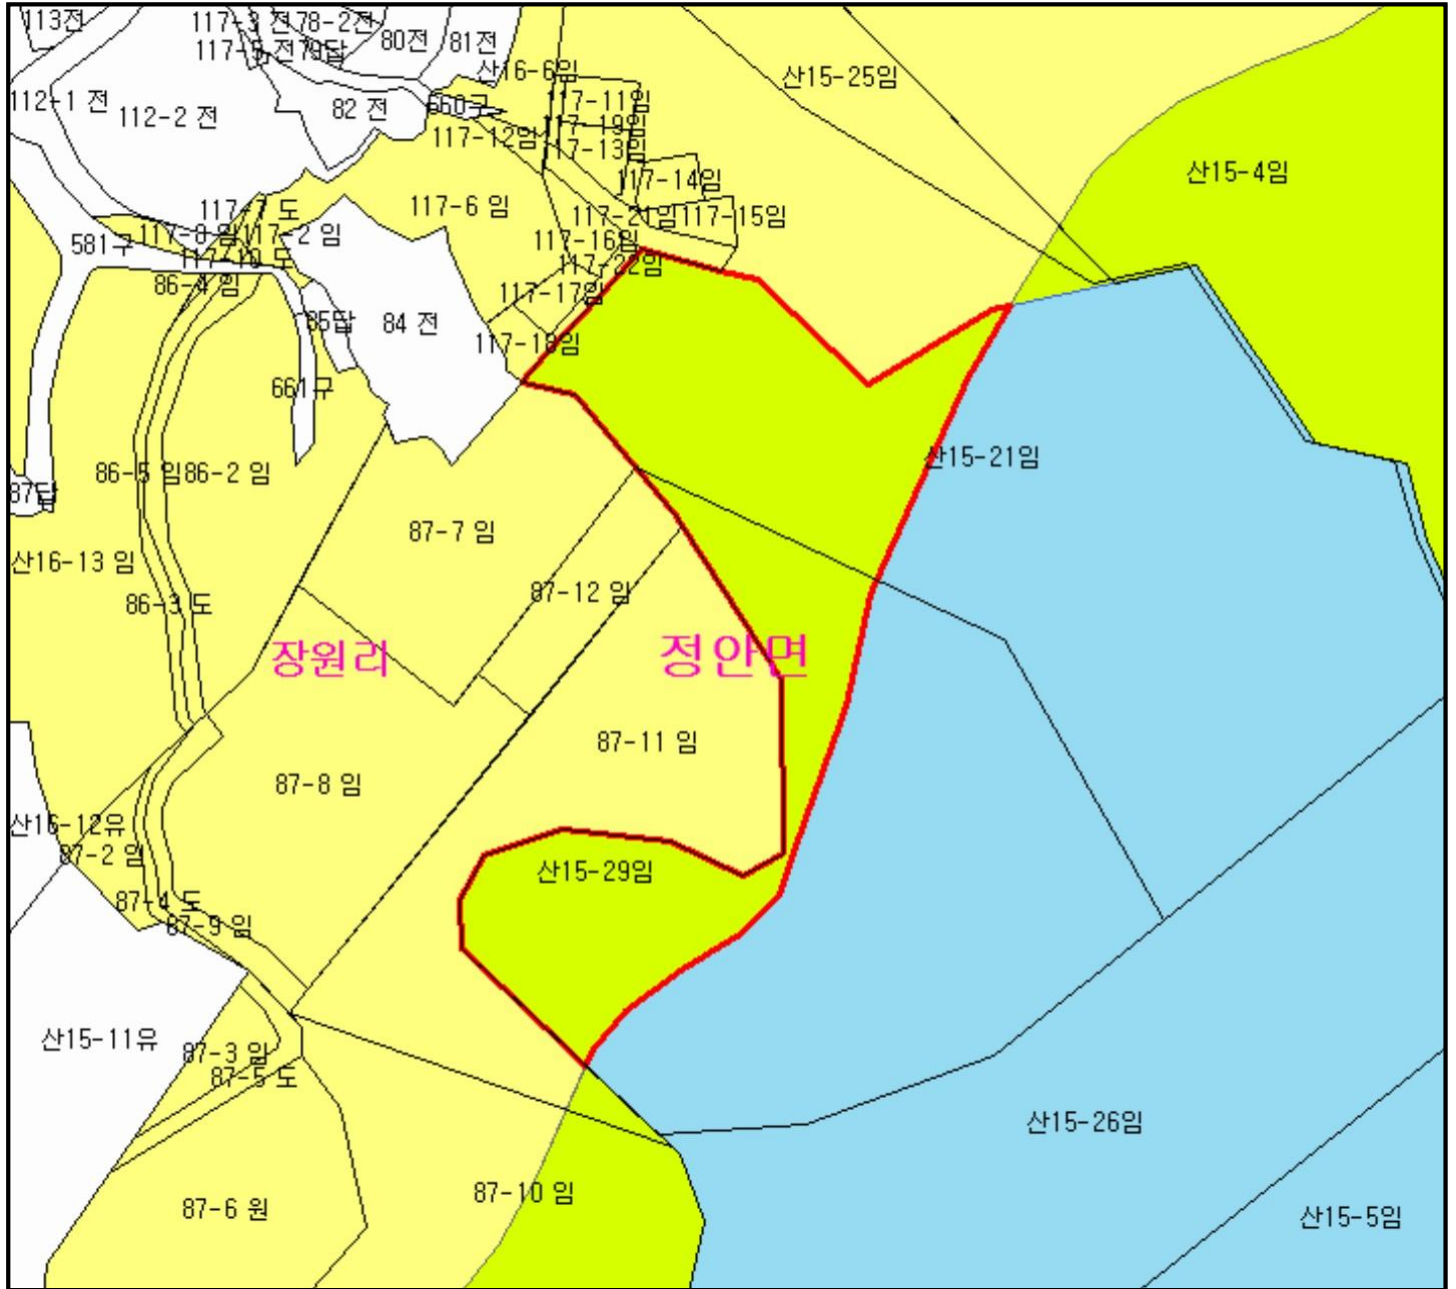 113전
117-3 전
78-2전
80전
81전
117-5 전
79답
산16-6임
산15-25임
112-1 전
112-2 전
82 전
660구
117-11임
117-19임
117-12임
117-13임
117-14임
산15-4임
117-7 도
117-6 임
117-21임
117-15임
581구
117-8 임
117-2 임
117-16임
117-10 도
117-22임
86-4 임
117-17임
85답
84 전
117-18임
661구
산15-21임
86-5 임
86-2 임
87답
87-7 임
산16-13 임
87-12 임
86-3 도
장원리
정안면
87-11 임
87-8 임
산16-12유
87-2 임
산15-29임
87-4 도
87-9 임
산15-11유
87-3 임
87-5 도
산15-26임
87-10 임
87-6 원
산15-5임